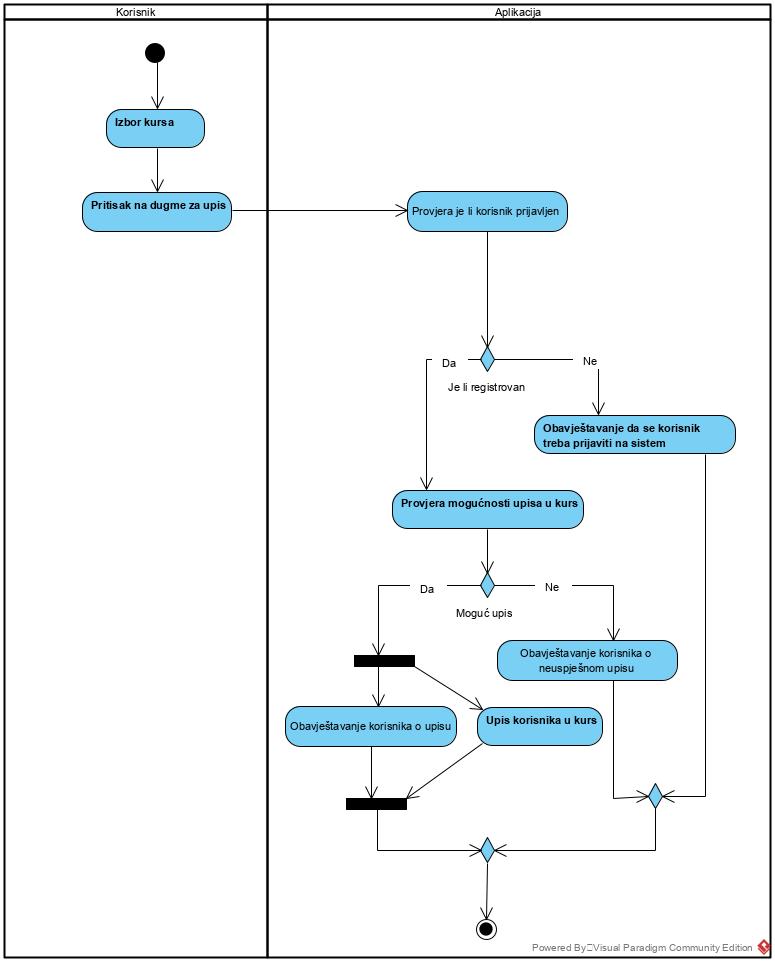 Korisnik
Aplikacija
Izbor kursa
Pritisak na dugme za upis
Provjera je li korisnik prijavljen
Da
Ne
Je li registrovan
Obavještavanje da se korisnik
treba prijaviti na sistem
Provjera mogućnosti upisa u kurs
Da
Ne
Moguć upis
Obavještavanje korisnika o
neuspješnom upisu
Obavještavanje korisnika o upisu
Upis korisnika u kurs
Powered By Visual Paradigm Community Edition